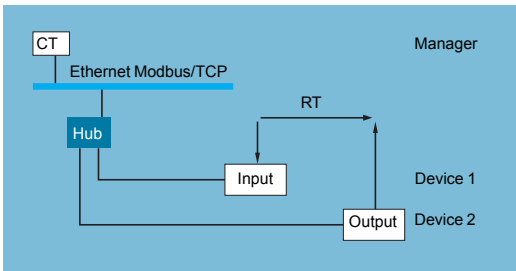 CT
Manager
Ethernet Modbus/TCP
RT
Hub
Input
Device 1
Output
Device 2